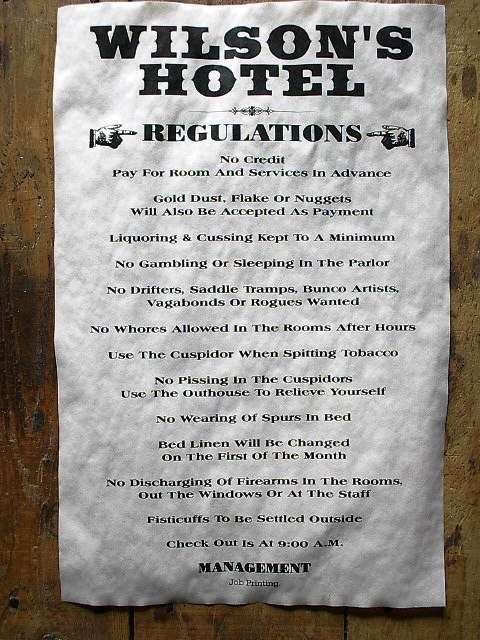 WILSON'S
HOTEL
REGULATIONS
No Credit
Pay For Room And Services In Advance
Gold Dust, Flake Or Nuggets
Will Also Be Accepted As Payment
Liquoring & Cussing Kept To A Minimum
No Gambling Or Sleeping In The Parlor
No Drifters, Saddle Tramps, Bunco Artists,
Vagabonds Or Rogues Wanted
No Whores Allowed In The Rooms After Hours
Use The Cuspidor When Spitting Tobacco
No Pissing In The Cuspidors
Use The Outhouse To Relieve Yourself
No Wearing Of Spurs In Bed
Bed Linen Will Be Changed
On The First Of The Month
No Discharging Of Firearms In The Rooms,
Out The Windows Or At The Staff
Fisticuffs To Be Settled Outside
Check Out Is At 9:00 A.M.
MANAGEMENT
Job Printing.